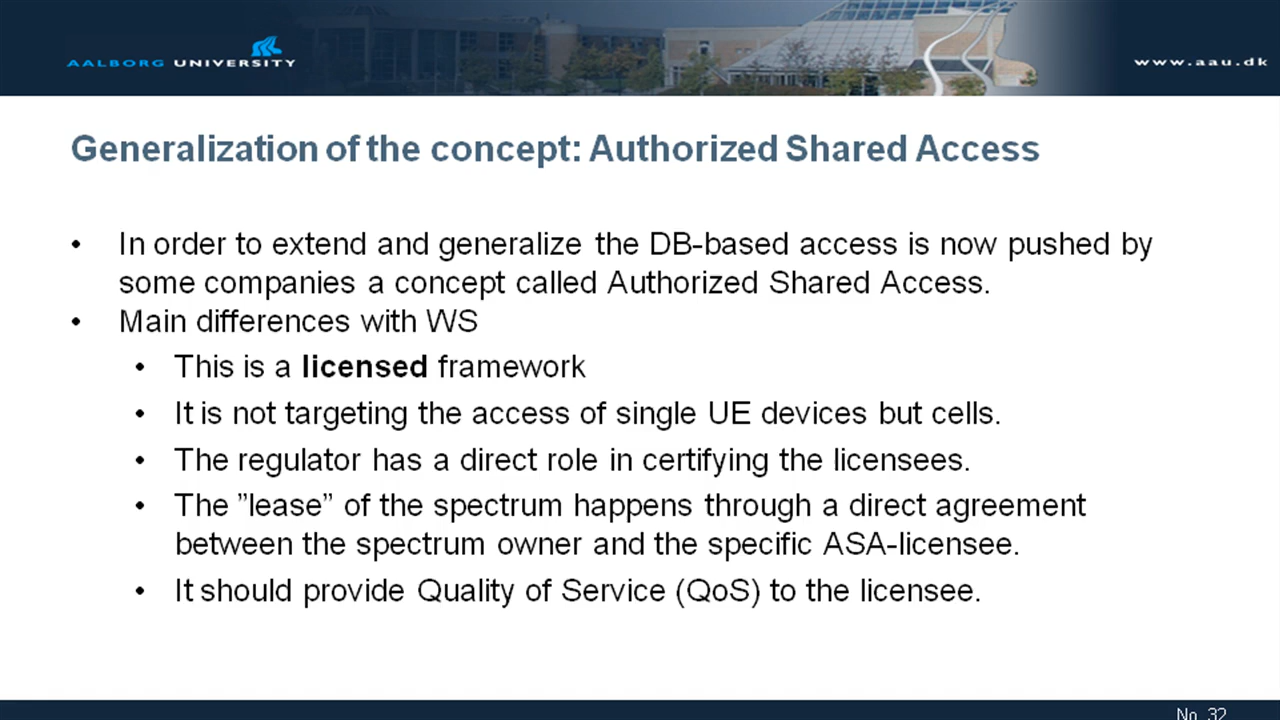 AALBORG UNIVERSITY
www.aau.dk
Generalization of the concept: Authorized Shared Access
• In order to extend and generalize the DB-based access is now pushed by
some companies a concept called Authorized Shared Access.
• Main differences with WS
• This is a licensed framework
• It is not targeting the access of single UE devices but cells.
• The regulator has a direct role in certifying the licensees.
• The ”lease” of the spectrum happens through a direct agreement
between the spectrum owner and the specific ASA-licensee.
• It should provide Quality of Service (QoS) to the licensee.
No. 32